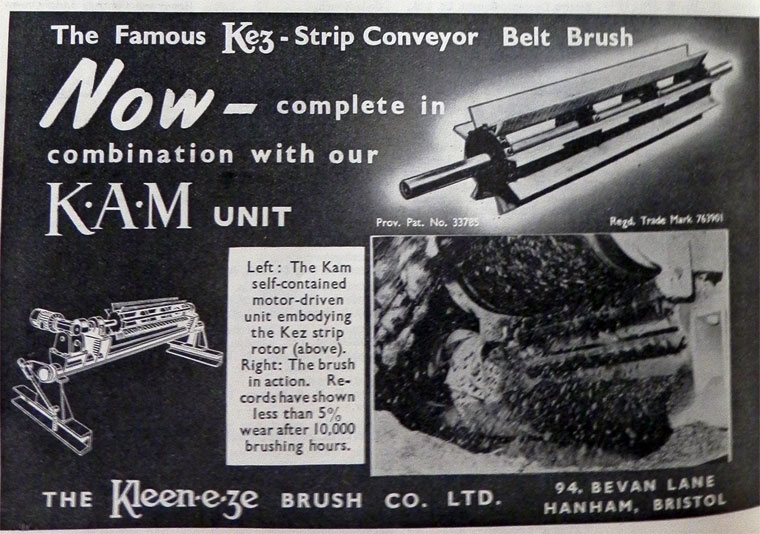 The Famous Kez-Strip Conveyor Belt Brush
Now— complete in
combination with our
K·A·M UNIT
Prov. Pat. No. 33785
Regd. Trade Mark 763901
Left: The Kam
self-contained
motor-driven
unit embodying
the Kez strip
rotor (above).
Right: The brush
in action. Re-
cords have shown
less than 5%
wear after 10,000
brushing hours.
THE Kleen-e-ze BRUSH CO. LTD.
94, BEVAN LANE
HANHAM, BRISTOL